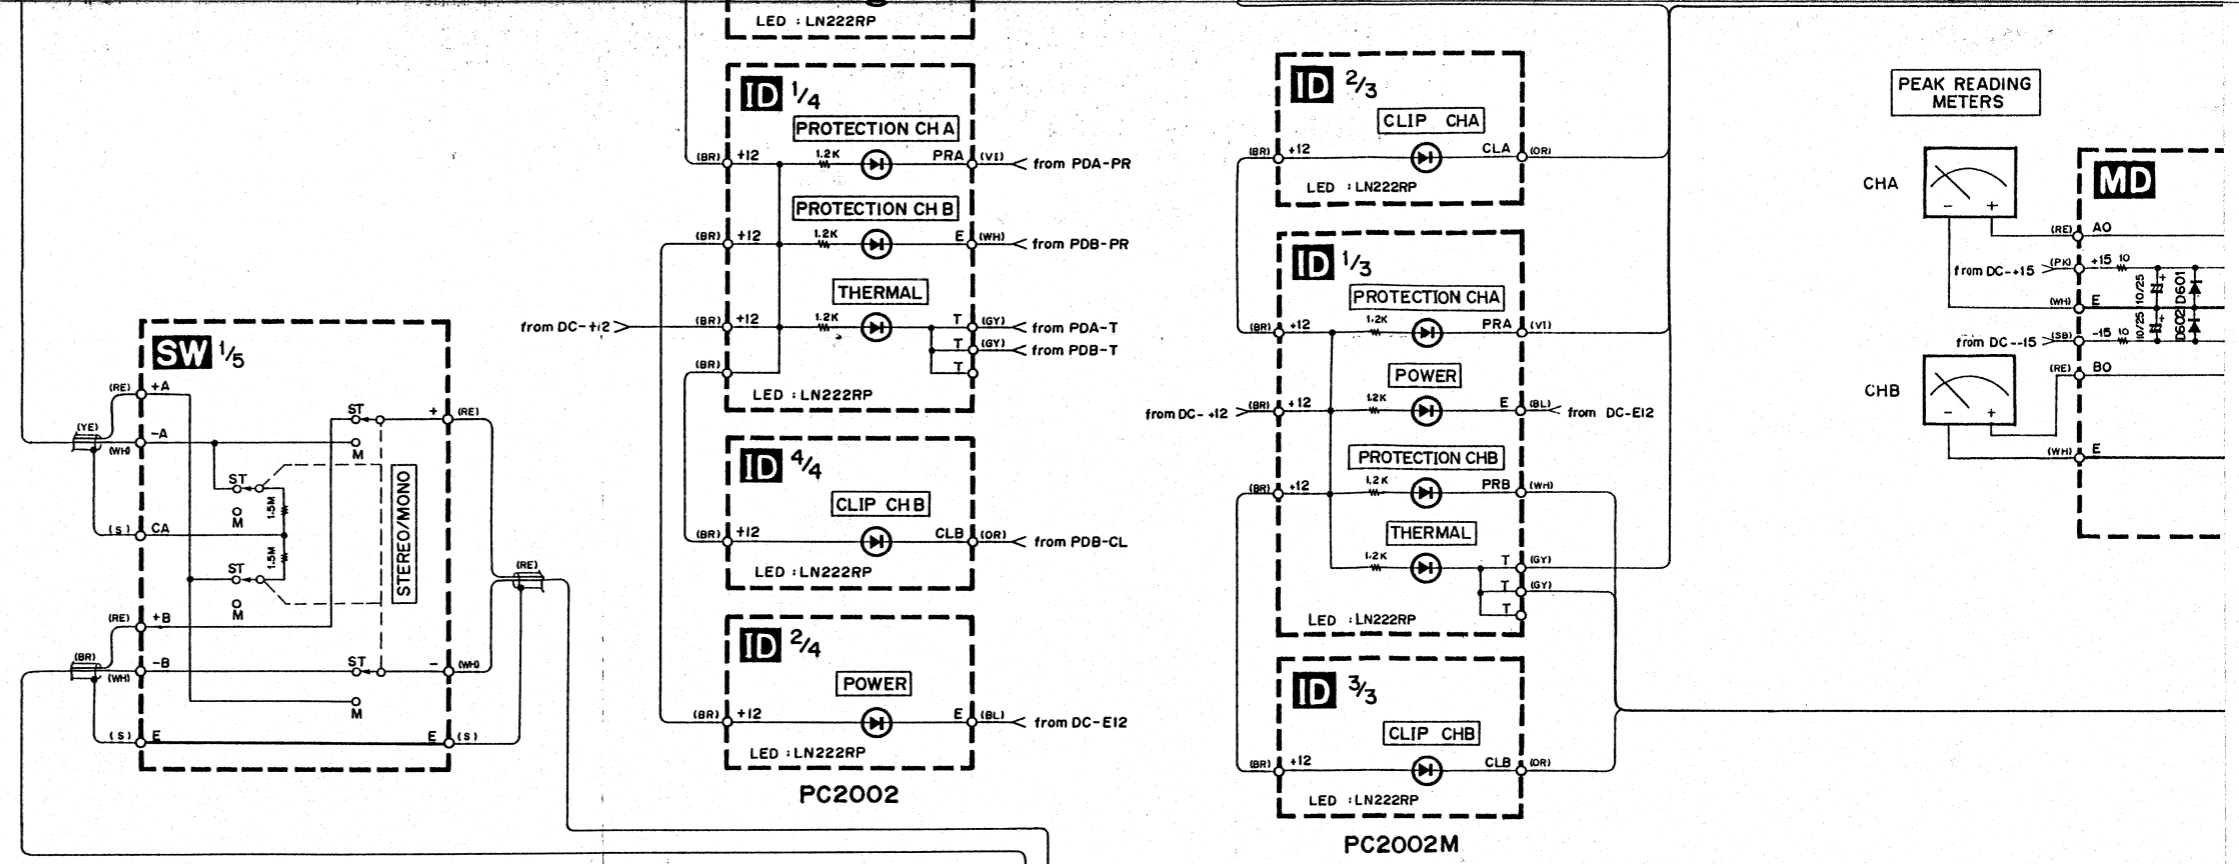 LED : LN222RP
ID 1/4
PROTECTION CH A
(BR) +12 1.2K PRA (VI) from PDA-PR
PROTECTION CH B
(BR) +12 1.2K E (WH) from PDB-PR
THERMAL
from DC-+12 (BR) +12 1.2K T (GY) from PDA-T
T (GY) from PDB-T
(BR) T
LED : LN222RP
ID 4/4
CLIP CH B
(BR) +12 CLB (OR) from PDB-CL
LED : LN222RP
ID 2/4
POWER
(BR) +12 E (BL) from DC-E12
LED : LN222RP
PC2002
SW 1/5
(RE) +A
ST + (RE)
(YE) -A
(WH) M
ST
1.5M
M
(S) CA
1.5M
ST
M
STEREO/MONO
(RE)
(RE) +B
(BR) -B ST - (WH)
(WH)
M
(S) E E (S)
ID 2/3
CLIP CHA
(BR) +12 CLA (OR)
LED : LN222RP
ID 1/3
PROTECTION CHA
(BR) +12 1.2K PRA (VI)
POWER
from DC- +12 (BR) +12 1.2K E (BL) from DC-E12
PROTECTION CHB
(BR) +12 1.2K PRB (WH)
THERMAL
1.2K T (GY)
T (GY)
T
LED : LN222RP
ID 3/3
CLIP CHB
(BR) +12 CLB (OR)
LED : LN222RP
PC2002M
PEAK READING
METERS
CHA
- +
MD
(RE) AO
from DC-+15 (PK) +15 10
10/25 + D601
(WH) E
10/25 + D602
from DC--15 (SB) -15 10
CHB
- +
(RE) BO
(WH) E